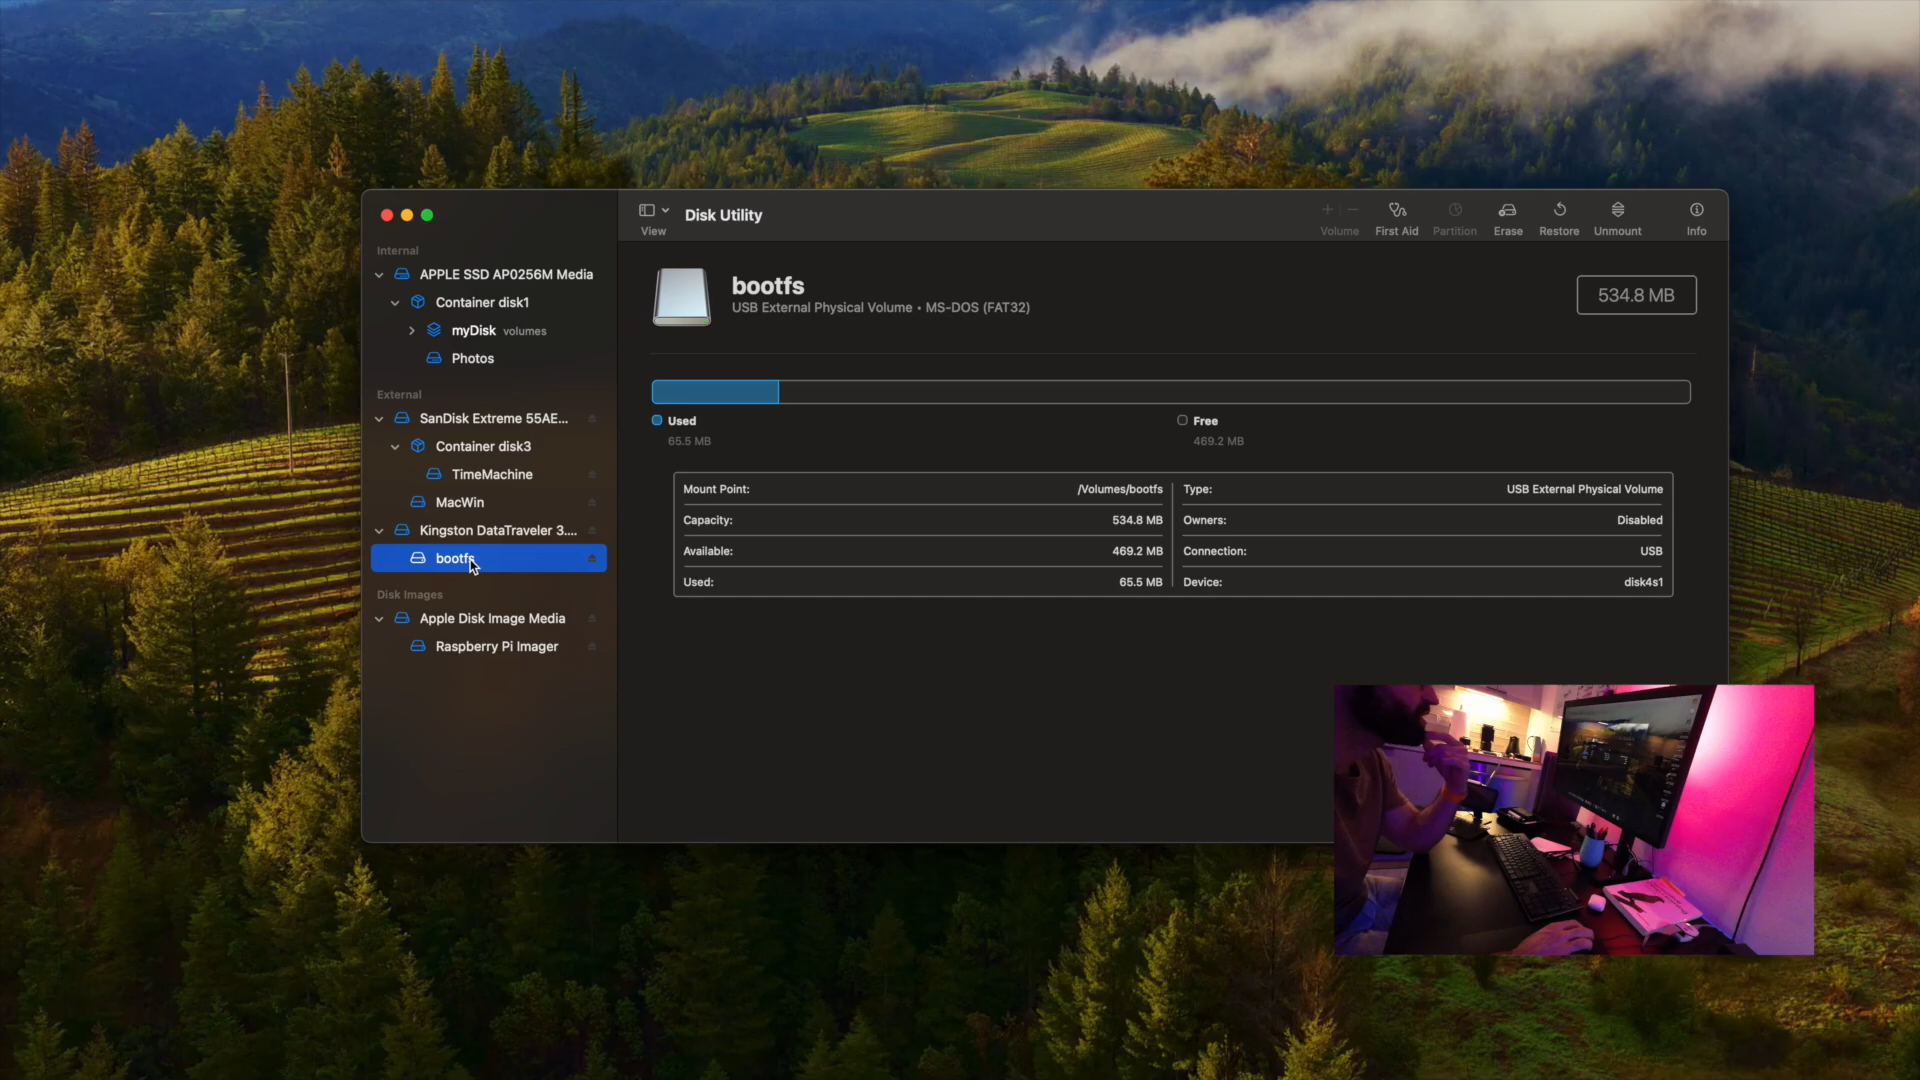 View
Disk Utility
Volume
First Aid
Partition
Erase
Restore
Unmount
Info
Internal
APPLE SSD AP0256M Media
Container disk1
myDisk volumes
Photos
External
SanDisk Extreme 55AE...
Container disk3
TimeMachine
MacWin
Kingston DataTraveler 3....
bootfs
Disk Images
Apple Disk Image Media
Raspberry Pi Imager
bootfs
USB External Physical Volume • MS-DOS (FAT32)
534.8 MB
Used
65.5 MB
Free
469.2 MB
Mount Point: /Volumes/bootfs
Capacity: 534.8 MB
Available: 469.2 MB
Used: 65.5 MB
Type: USB External Physical Volume
Owners: Disabled
Connection: USB
Device: disk4s1